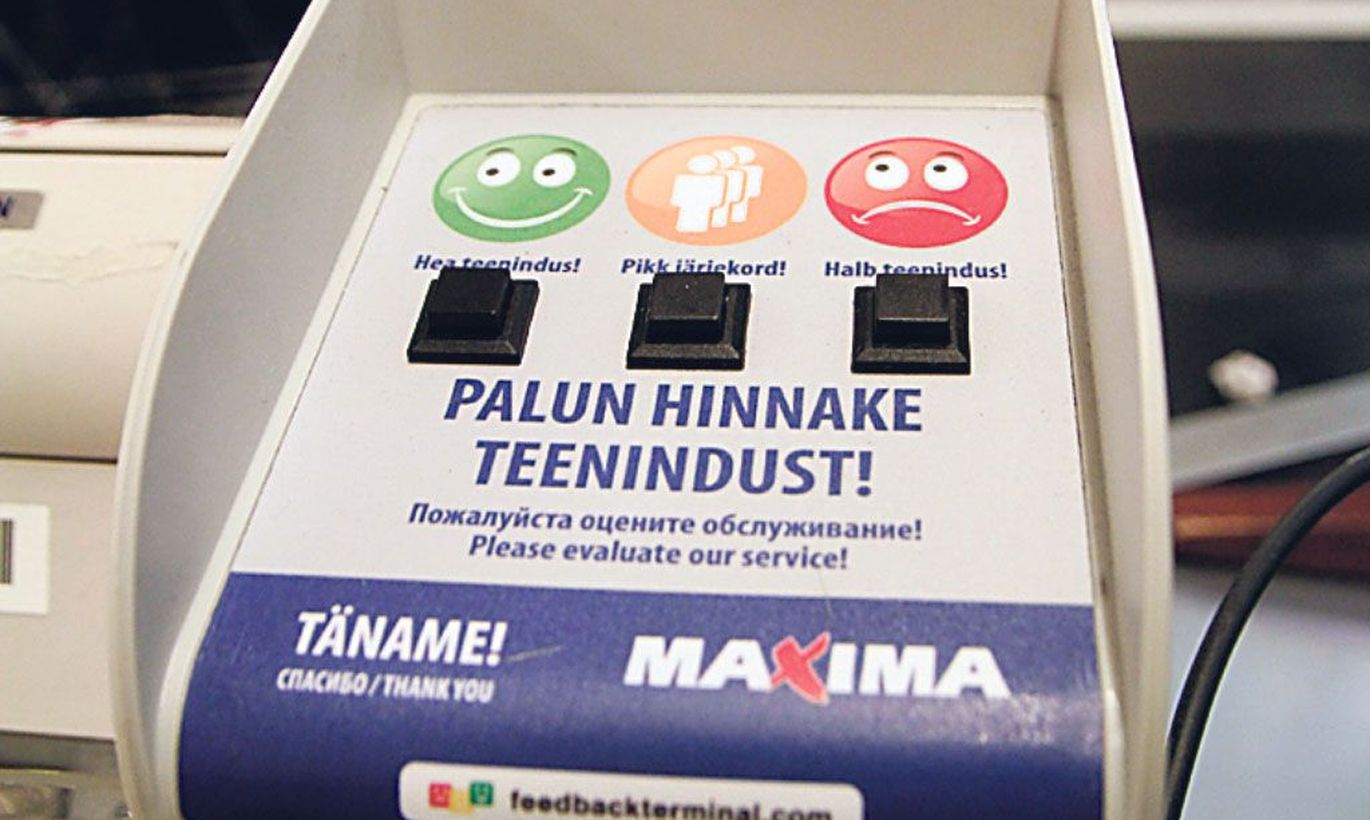 Hea teenindus!
Pikk järjekord!
Halb teenindus!
PALUN HINNAKE
TEENINDUST!
Пожалуйста оцените обслуживание!
Please evaluate our service!
TÄNAME!
СПАСИБО / THANK YOU
MAXIMA
feedbackterminal.com